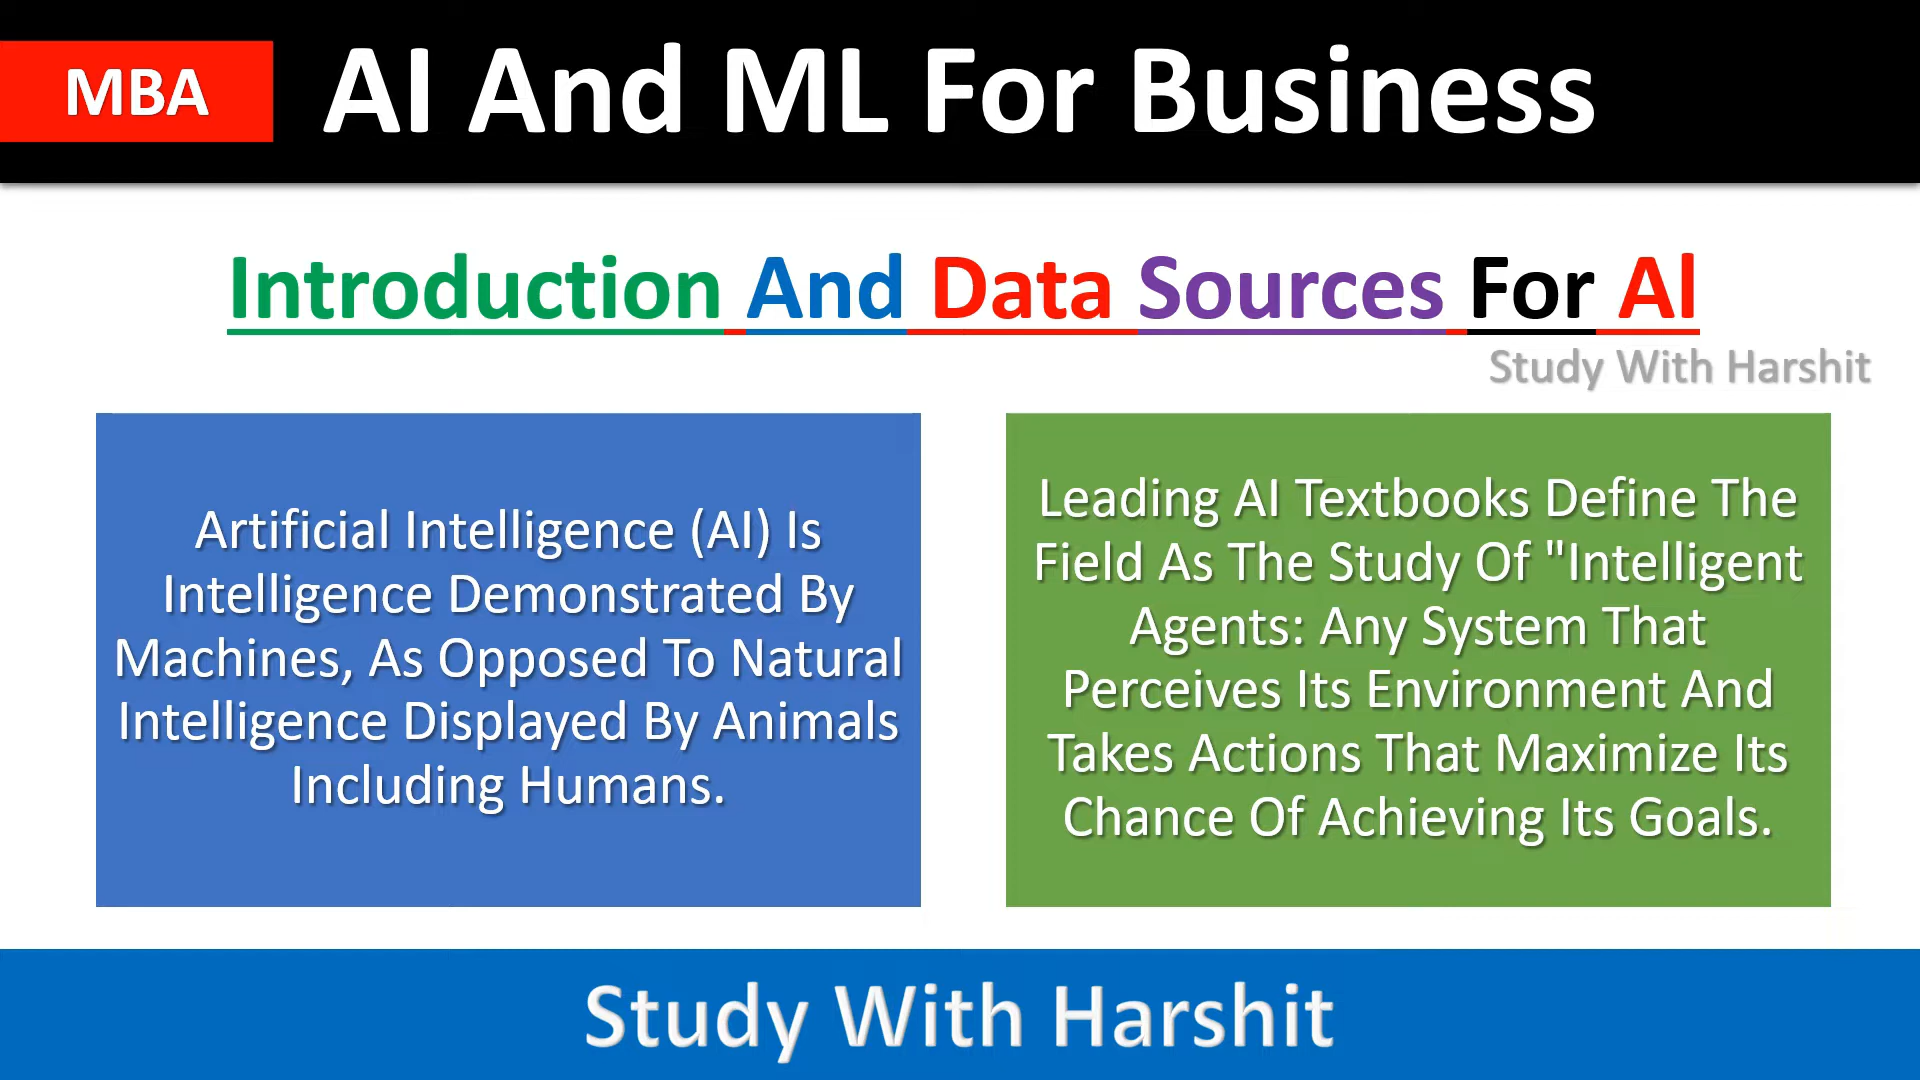 MBA
AI And ML For Business
Introduction And Data Sources For Al
Study With Harshit
Artificial Intelligence (AI) Is
Intelligence Demonstrated By
Machines, As Opposed To Natural
Intelligence Displayed By Animals
Including Humans.
Leading AI Textbooks Define The
Field As The Study Of "Intelligent
Agents: Any System That
Perceives Its Environment And
Takes Actions That Maximize Its
Chance Of Achieving Its Goals.
Study With Harshit